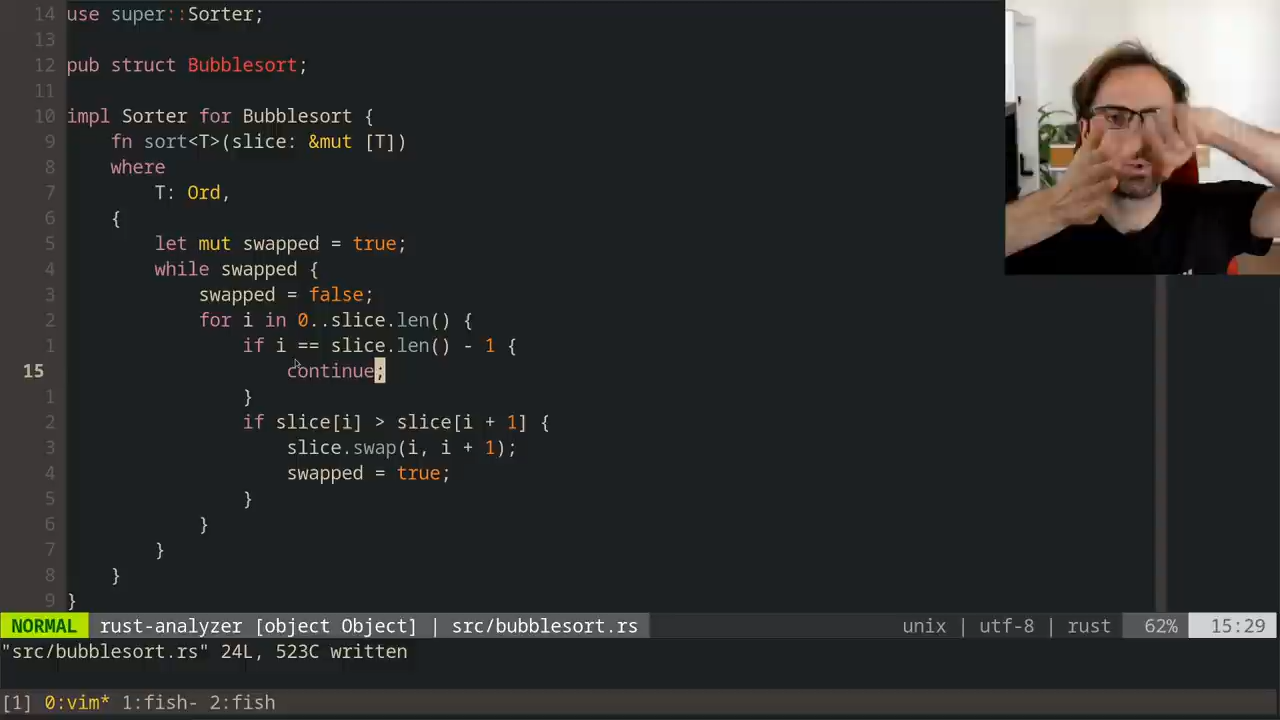 14 use super::Sorter;
13
12 pub struct Bubblesort;
11
10 impl Sorter for Bubblesort {
9     fn sort<T>(slice: &mut [T])
8     where
7         T: Ord,
6     {
5         let mut swapped = true;
4         while swapped {
3             swapped = false;
2             for i in 0..slice.len() {
1                 if i == slice.len() - 1 {
15                     continue;
1                 }
2                 if slice[i] > slice[i + 1] {
3                     slice.swap(i, i + 1);
4                     swapped = true;
5                 }
6             }
7         }
8     }
9 }
NORMAL rust-analyzer [object Object] | src/bubblesort.rs unix | utf-8 | rust 62% 15:29
"src/bubblesort.rs" 24L, 523C written
[1] 0:vim* 1:fish- 2:fish